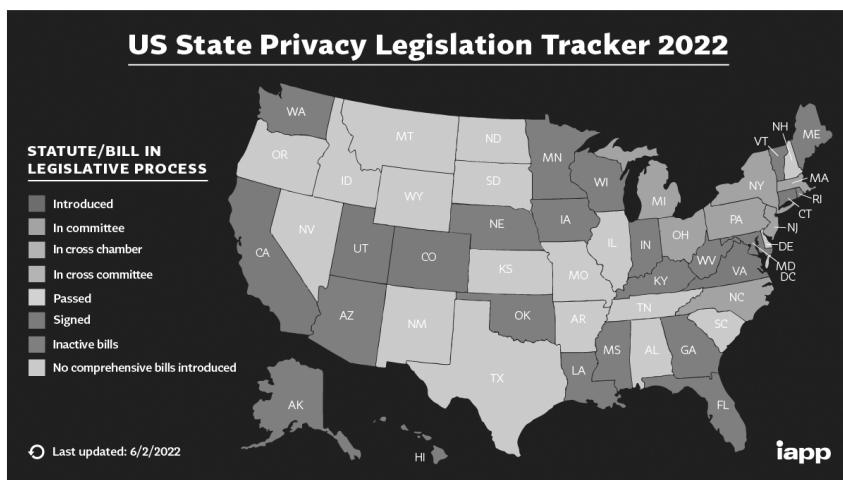 US State Privacy Legislation Tracker 2022
STATUTE/BILL IN
LEGISLATIVE PROCESS
Introduced
In committee
In cross chamber
In cross committee
Passed
Signed
Inactive bills
No comprehensive bills introduced
Last updated: 6/2/2022
WA
MT
ND
MN
OR
ID
WY
SD
WI
MI
NY
VT
NH
ME
MA
RI
CT
NJ
DE
MD
DC
PA
NV
UT
CO
NE
IA
IL
IN
OH
WV
VA
CA
KS
MO
KY
NC
TN
SC
AZ
NM
OK
AR
MS
AL
GA
TX
LA
FL
AK
HI
iapp